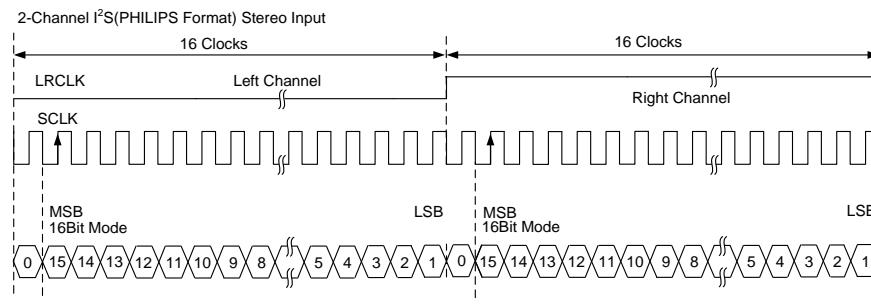 2-Channel I²S(PHILIPS Format) Stereo Input
16 Clocks 16 Clocks
LRCLK Left Channel Right Channel
SCLK
MSB LSB MSB LSB
16Bit Mode 16Bit Mode
0 15 14 13 12 11 10 9 8 5 4 3 2 1 0 15 14 13 12 11 10 9 8 5 4 3 2 1